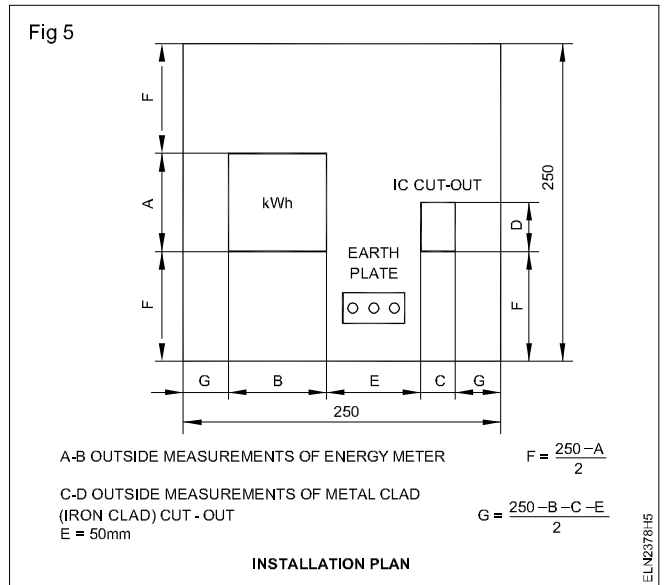 Fig 5
F
A
F
kWh
IC CUT-OUT
D
F
250
EARTH
PLATE
G B E C G
250
A-B OUTSIDE MEASUREMENTS OF ENERGY METER
F = 250 –A
2
C-D OUTSIDE MEASUREMENTS OF METAL CLAD
(IRON CLAD) CUT - OUT
E = 50mm
G = 250 –B –C –E
2
INSTALLATION PLAN
ELN2378H5